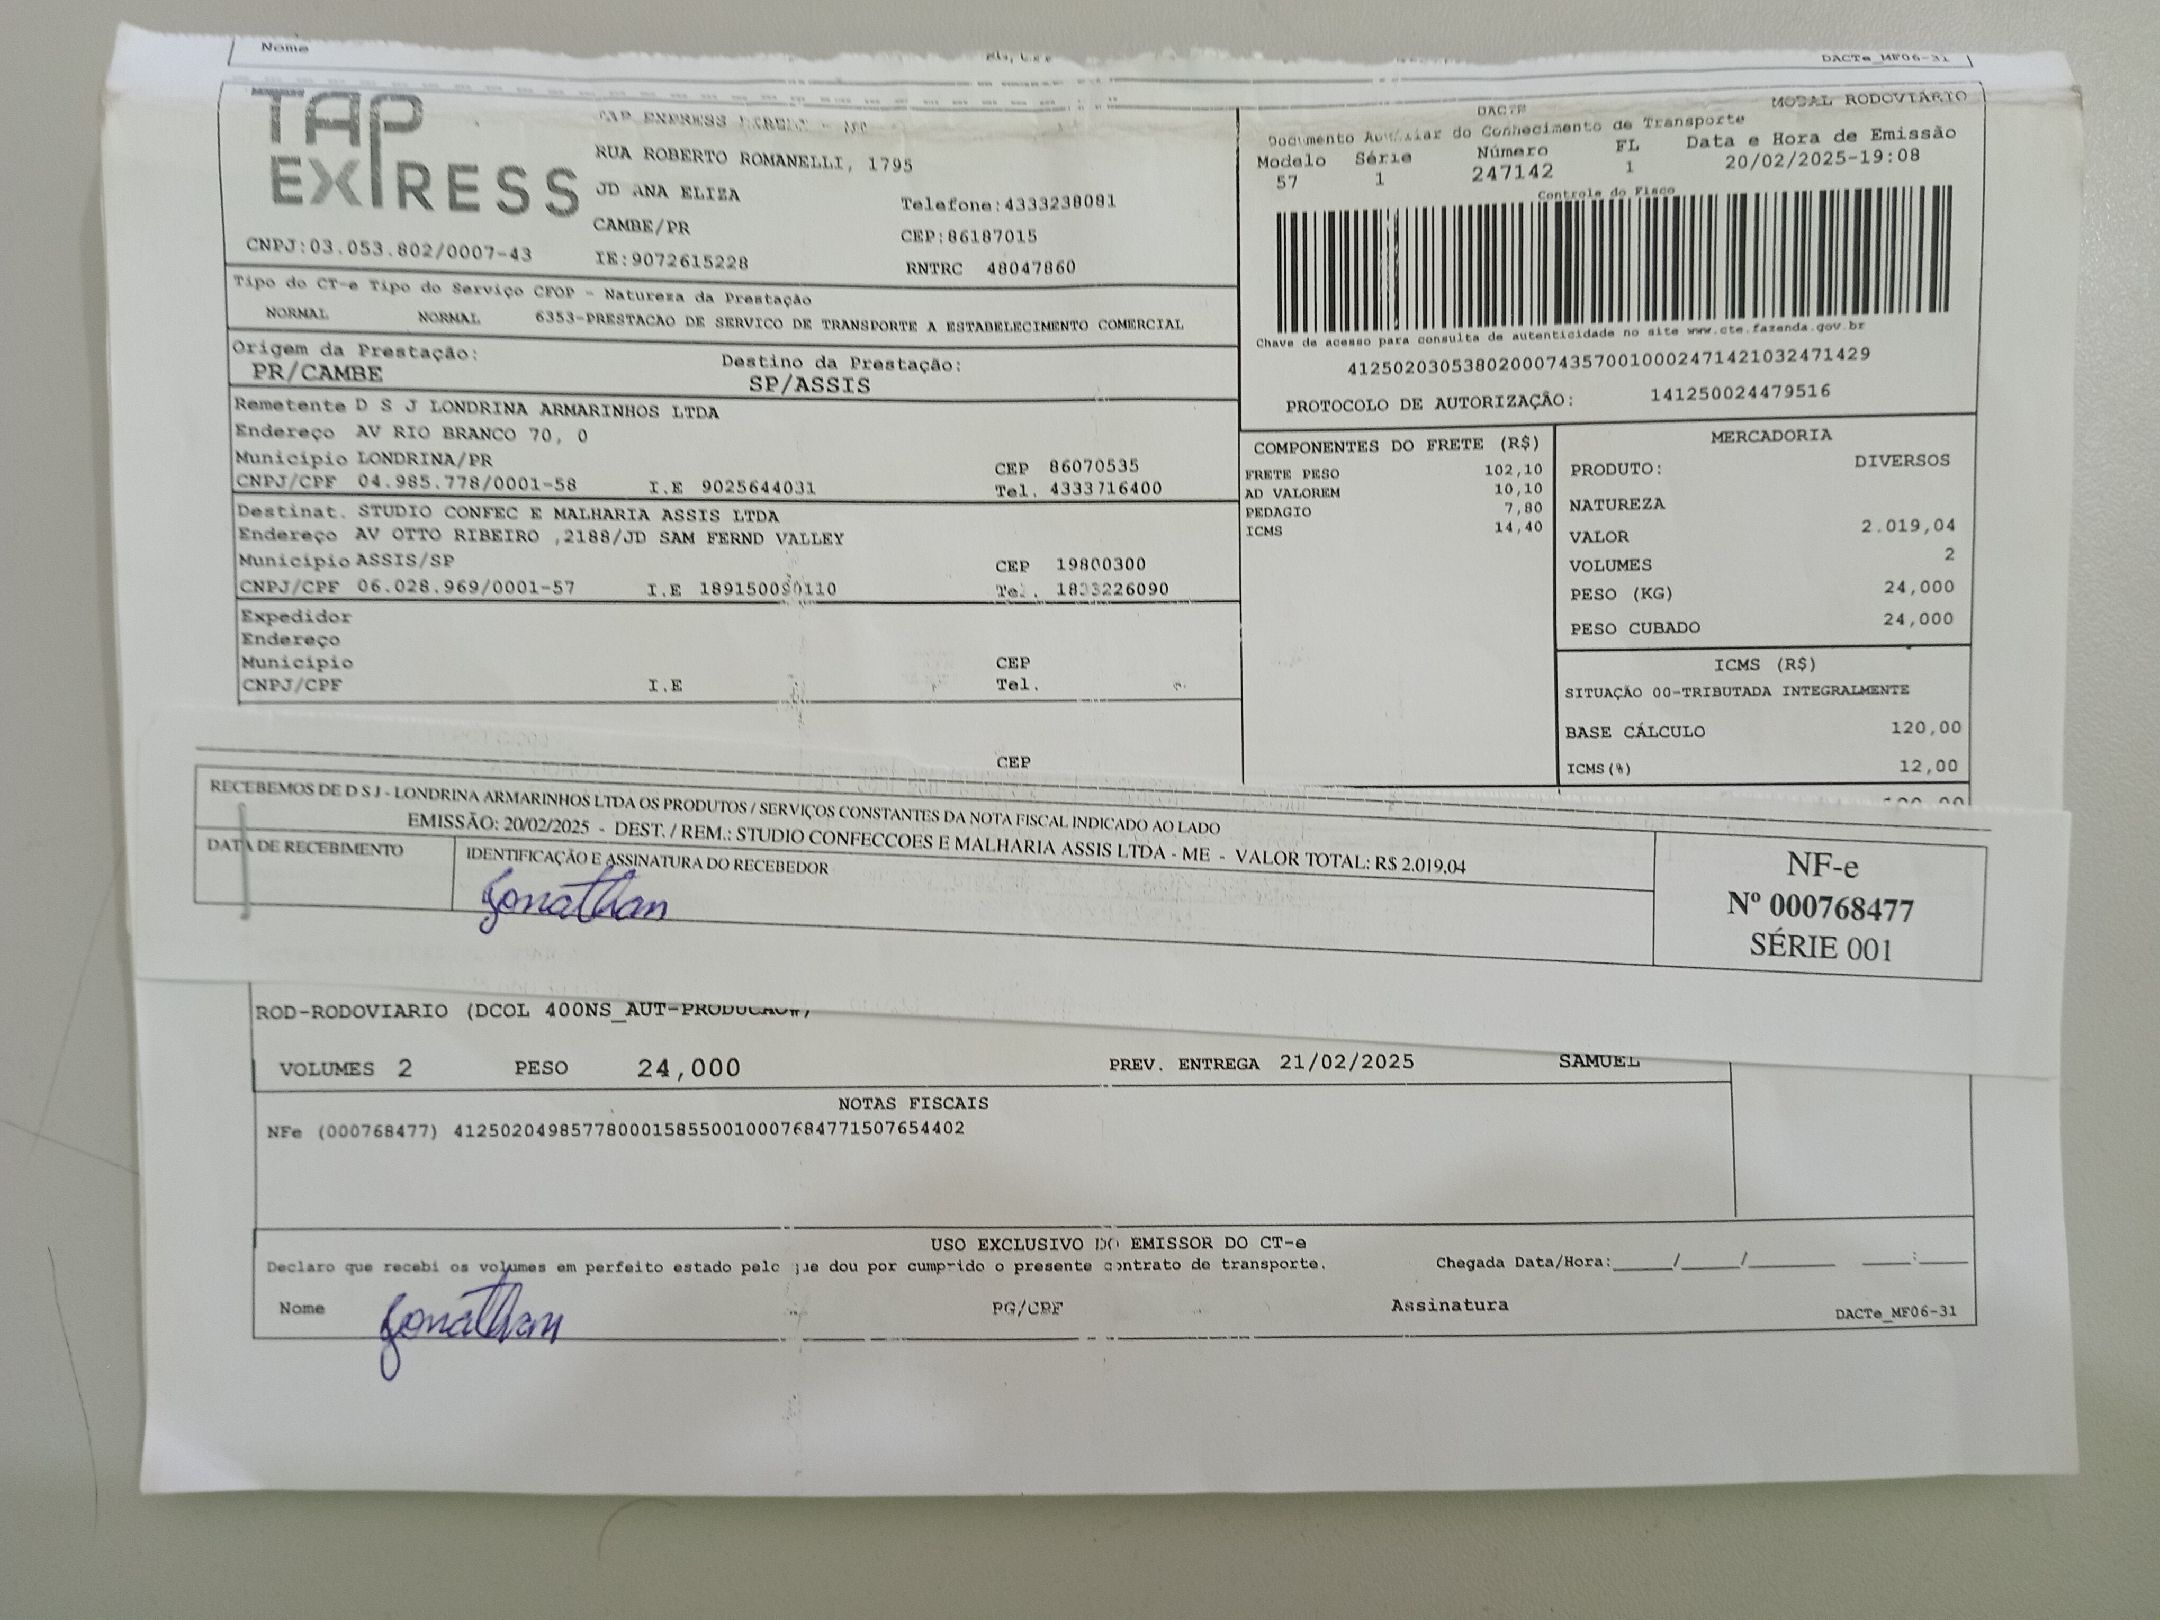 Nome
DACTe_MF06-31
TAP EXPRESS
TAP EXPRESS
RUA ROBERTO ROMANELLI, 1795
JD ANA ELIZA
Telefone:4333238081
CAMBE/PR
CEP:86187015
CNPJ:03.053.802/0007-43
IE:9072615228
RNTRC 48047860
DACTE
MODAL RODOVIÁRIO
Documento Auxiliar do Conhecimento de Transporte
Modelo Série Número FL Data e Hora de Emissão
57 1 247142 1 20/02/2025-19:08
Controle do Fisco
Chave de acesso para consulta de autenticidade no site www.cte.fazenda.gov.br
41250203053802000743570010002471421032471429
PROTOCOLO DE AUTORIZAÇÃO: 141250024479516
Tipo do CT-e Tipo do Serviço CFOP - Natureza da Prestação
NORMAL NORMAL 6353-PRESTACAO DE SERVICO DE TRANSPORTE A ESTABELECIMENTO COMERCIAL
Origem da Prestação: Destino da Prestação:
PR/CAMBE SP/ASSIS
Remetente D S J LONDRINA ARMARINHOS LTDA
Endereço AV RIO BRANCO 70, 0
Municipio LONDRINA/PR CEP 86070535
CNPJ/CPF 04.985.778/0001-58 I.E 9025644031 Tel. 4333716400
Destinat. STUDIO CONFEC E MALHARIA ASSIS LTDA
Endereço AV OTTO RIBEIRO ,2188/JD SAM FERND VALLEY
Municipio ASSIS/SP CEP 19800300
CNPJ/CPF 06.028.969/0001-57 I.E 189150090110 Tel. 1833226090
Expedidor
Endereço
Municipio CEP
CNPJ/CPF I.E Tel.
CEP
COMPONENTES DO FRETE (R$)
FRETE PESO 102,10
AD VALOREM 10,10
PEDAGIO 7,80
ICMS 14,40
MERCADORIA
PRODUTO: DIVERSOS
NATUREZA
VALOR 2.019,04
VOLUMES 2
PESO (KG) 24,000
PESO CUBADO 24,000
ICMS (R$)
SITUAÇÃO 00-TRIBUTADA INTEGRALMENTE
BASE CÁLCULO 120,00
ICMS(%) 12,00
RECEBEMOS DE D S J - LONDRINA ARMARINHOS LTDA OS PRODUTOS / SERVIÇOS CONSTANTES DA NOTA FISCAL INDICADO AO LADO
EMISSÃO: 20/02/2025 - DEST. / REM.: STUDIO CONFECCOES E MALHARIA ASSIS LTDA - ME - VALOR TOTAL: R$ 2.019,04
DATA DE RECEBIMENTO
IDENTIFICAÇÃO E ASSINATURA DO RECEBEDOR
Jonathan
NF-e
Nº 000768477
SÉRIE 001
ROD-RODOVIARIO (DCOL 400NS_AUT-PRODUCAO#)
VOLUMES 2 PESO 24,000 PREV. ENTREGA 21/02/2025 SAMUEL
NOTAS FISCAIS
NFe (000768477) 41250204985778000158550010007684771507654402
USO EXCLUSIVO DO EMISSOR DO CT-e
Declaro que recebi os volumes em perfeito estado pelo que dou por cumprido o presente contrato de transporte.
Chegada Data/Hora:_____/_____/_______ ____:____
Nome Jonathan RG/CPF Assinatura
DACTe_MF06-31